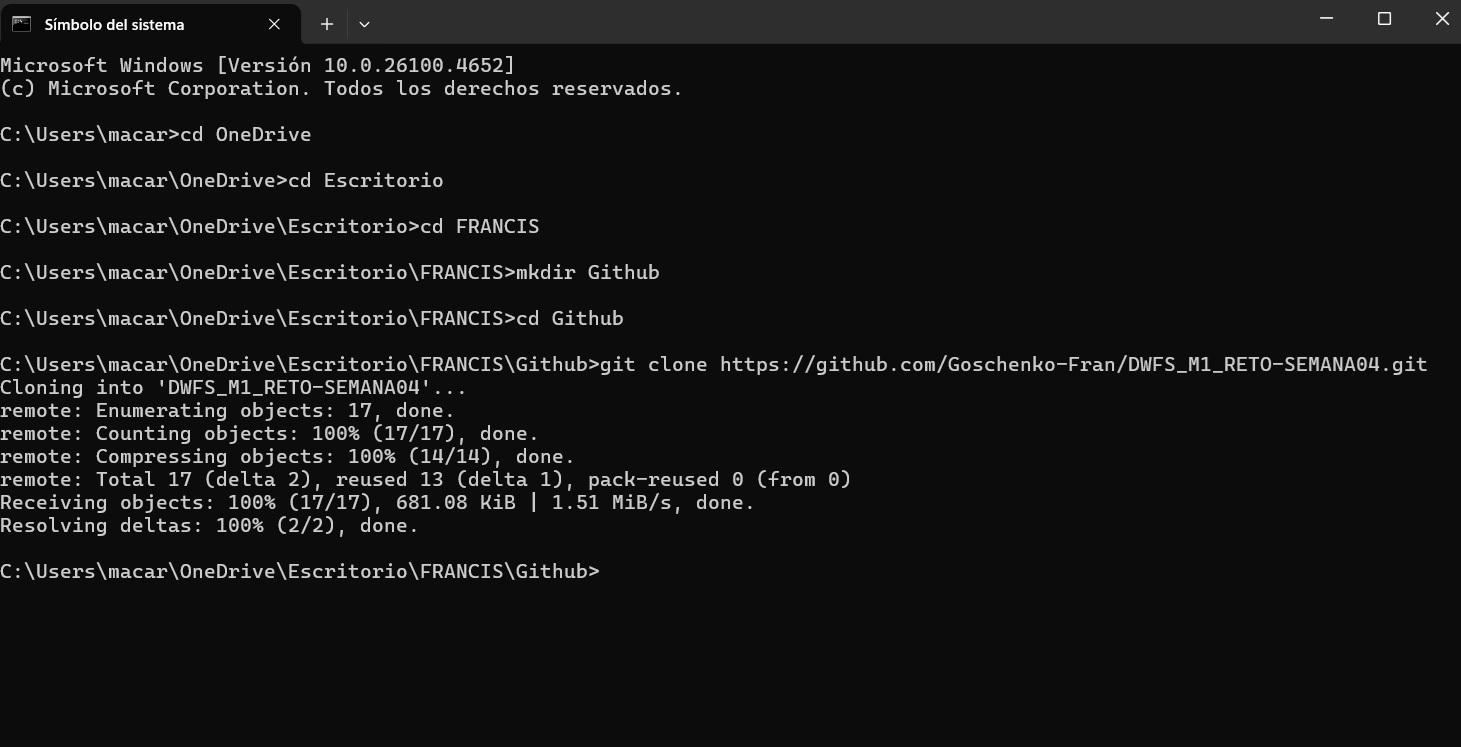 Símbolo del sistema
Microsoft Windows [Versión 10.0.26100.4652]
(c) Microsoft Corporation. Todos los derechos reservados.
C:\Users\macar>cd OneDrive
C:\Users\macar\OneDrive>cd Escritorio
C:\Users\macar\OneDrive\Escritorio>cd FRANCIS
C:\Users\macar\OneDrive\Escritorio\FRANCIS>mkdir Github
C:\Users\macar\OneDrive\Escritorio\FRANCIS>cd Github
C:\Users\macar\OneDrive\Escritorio\FRANCIS\Github>git clone https://github.com/Goschenko-Fran/DWFS_M1_RETO-SEMANA04.git
Cloning into 'DWFS_M1_RETO-SEMANA04'...
remote: Enumerating objects: 17, done.
remote: Counting objects: 100% (17/17), done.
remote: Compressing objects: 100% (14/14), done.
remote: Total 17 (delta 2), reused 13 (delta 1), pack-reused 0 (from 0)
Receiving objects: 100% (17/17), 681.08 KiB | 1.51 MiB/s, done.
Resolving deltas: 100% (2/2), done.
C:\Users\macar\OneDrive\Escritorio\FRANCIS\Github>